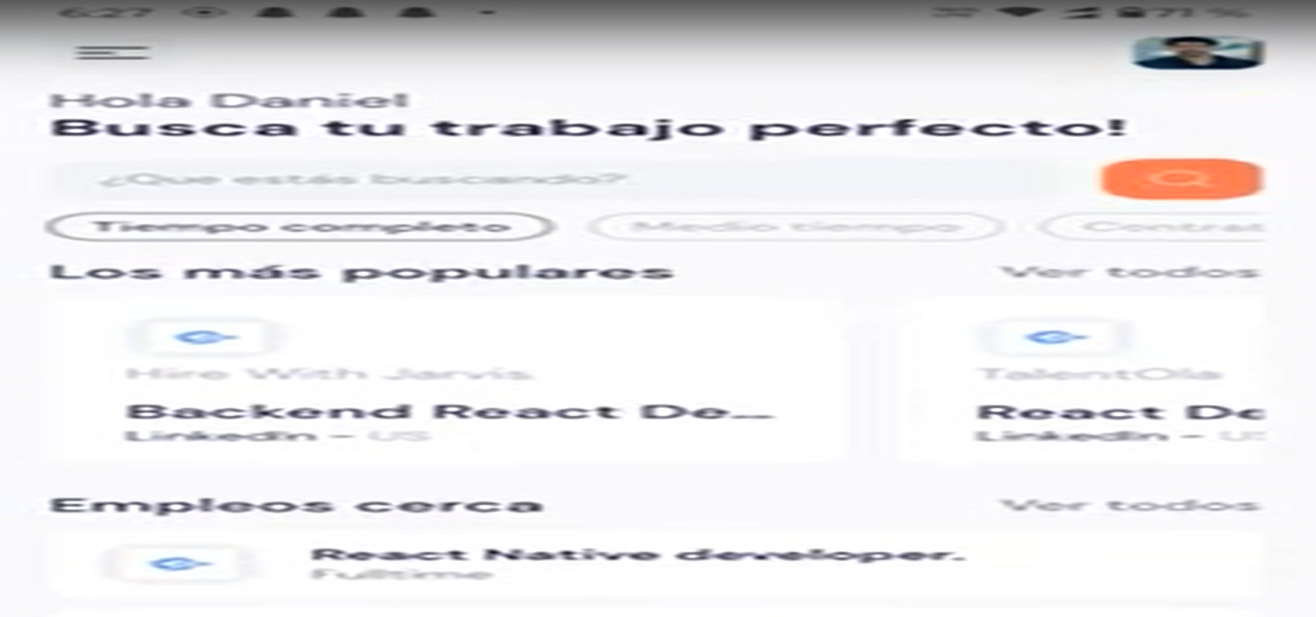 6:27
71 %
Hola Daniel
Busca tu trabajo perfecto!
¿Que estás buscando?
Tiempo completo Medio tiempo Contrat
Los más populares Ver todos
Hire With Jarvis TalentOla
Backend React De... React De
LinkedIn - US LinkedIn - US
Empleos cerca Ver todos
React Native developer.
Fulltime